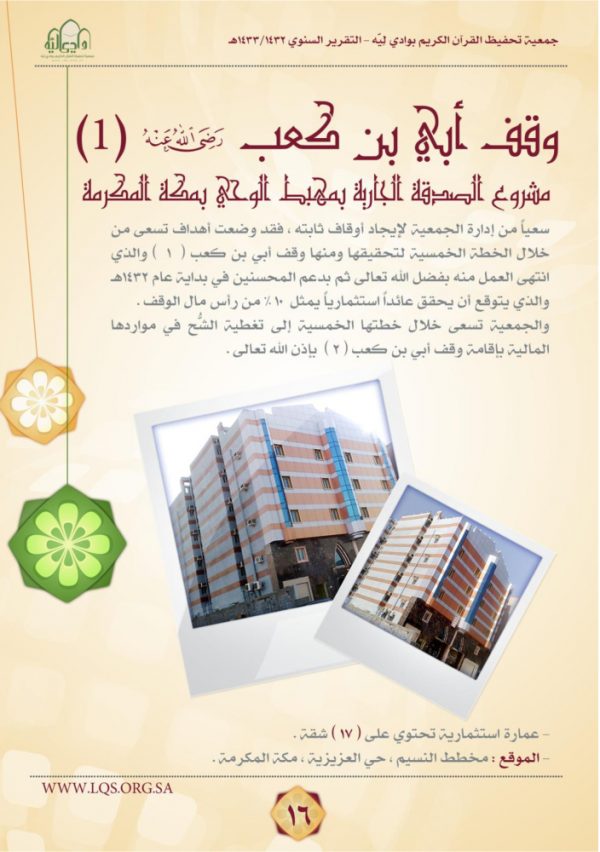 جمعية تحفيظ القرآن الكريم بوادي ليّه - التقرير السنوي ١٤٣٣/١٤٣٢هـ
وادي ليّه
وقف أبي بن كعب رَضِيَ اللهُ عَنْهُ (1)
مشروع الصدقة الجارية بمهبط الوحي بمكة المكرمة
سعياً من إدارة الجمعية لإيجاد أوقاف ثابته ، فقد وضعت أهداف تسعى من
خلال الخطة الخمسية لتحقيقها ومنها وقف أبي بن كعب ( ١ ) والذي
انتهى العمل منه بفضل الله تعالى ثم بدعم المحسنين في بداية عام ١٤٣٢هـ
والذي يتوقع أن يحقق عائداً استثمارياً يمثل ١٠٪ من رأس مال الوقف .
والجمعية تسعى خلال خطتها الخمسية إلى تغطية الشُّح في مواردها
المالية بإقامة وقف أبي بن كعب ( ٢ ) بإذن الله تعالى .
- عمارة استثمارية تحتوي على ( ١٧ ) شقة .
- الموقع : مخطط النسيم ، حي العزيزية ، مكة المكرمة .
WWW.LQS.ORG.SA
١٦